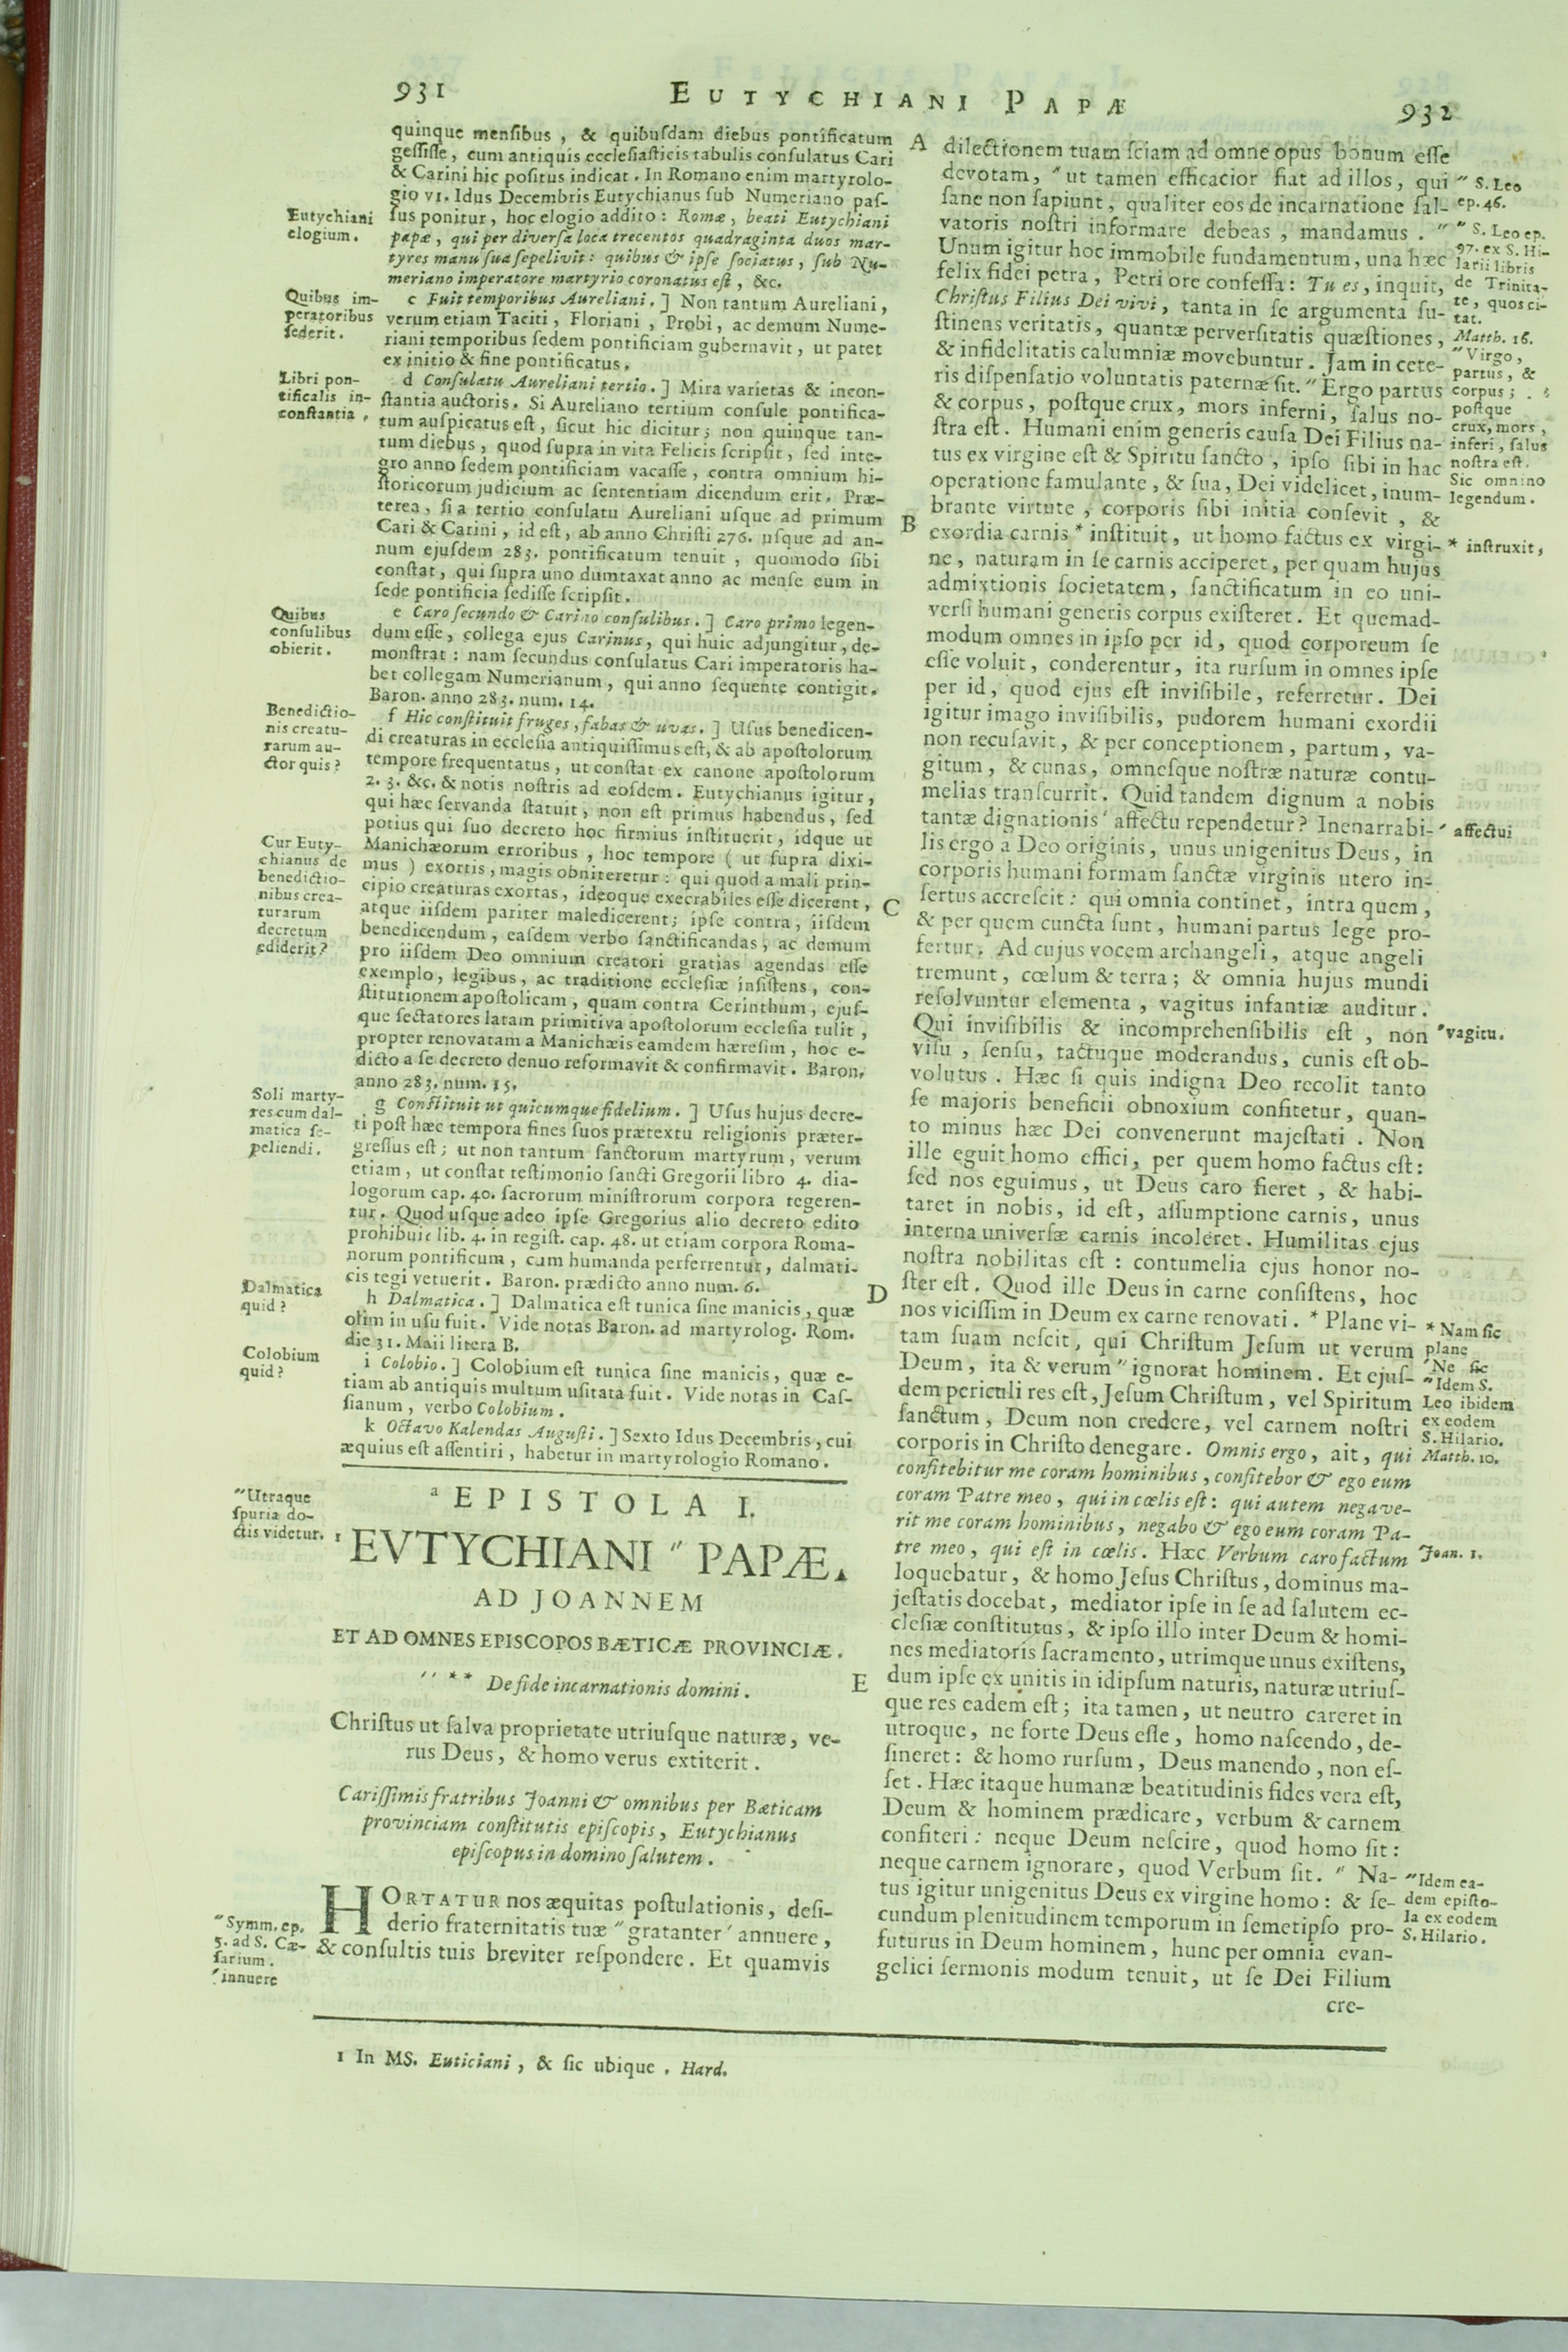 931
EUTYCHIANI PAPÆ
932
quinque mensibus, & quibuſdam diebus pontificatum
geſſiſſe, cum antiquis eccleſiaſticis tabulis conſulatus Cari
& Carini hic poſitus indicat. In Romano enim martyrolo-
gio VI. Idus Decembris Eutychianus ſub Numeriano paſ-
ſus ponitur, hoc elogio addito: Romæ, beati Eutychiani
papæ, qui per diverſa loca trecentos quadraginta duos mar-
tyres manu ſua ſepelivit: quibus & ipſe ſociatus, ſub Nu-
meriano imperatore martyrio coronatus eſt, &c.
c Fuit temporibus Aureliani.] Non tantum Aureliani,
verum etiam Taciti, Floriani, Probi, ac demum Nume-
riani temporibus ſedem pontificiam gubernavit, ut patet
ex initio & fine pontificatus.
d Conſulatu Aureliani tertio.] Mira varietas & incon-
ſtantia auctoris. Si Aureliano tertium conſule pontifica-
tum auſpicatus eſt, ſicut hic dicitur; non quinque tan-
tum diebus, quod ſupra in vita Felicis ſcripſit, ſed inte-
gro anno ſedem pontificiam vacaſſe, contra omnium hi-
ſtoricorum judicium ac ſententiam dicendum erit. Præ-
terea, ſi a tertio conſulatu Aureliani uſque ad primum
Cari & Carini, id eſt, ab anno Chriſti 276. uſque ad an-
num ejuſdem 283. pontificatum tenuit, quomodo ſibi
conſtat, qui ſupra uno dumtaxat anno ac menſe eum in
ſede pontificia ſediſſe ſcripſit.
e Caro ſecundo & Carino conſulibus.] Caro primo legen-
dum eſſe, collega ejus Carinus, qui huic adjungitur, de-
monſtrat: nam ſecundus conſulatus Cari imperatoris ha-
bet collegam Numerianum, qui anno ſequente contigit.
Baron. anno 283. num. 14.
f Hic conſtituit fruges, fabas & uvas.] Uſus benedicen-
di creaturas in eccleſia antiquiſſimus eſt, & ab apoſtolorum
tempore frequentatus, ut conſtat ex canone apoſtolorum
2. 3. &c. & notis noſtris ad eoſdem. Eutychianus igitur,
qui hæc ſervanda ſtatuit, non eſt primus habendus, ſed
potius qui ſuo decreto hoc firmius inſtituerit, idque ut
Manichæorum erroribus, hoc tempore (ut ſupra dixi-
mus) exortis, magis obniteretur: qui quod a mali prin-
cipio creaturas exortas, ideoque execrabiles eſſe dicerent,
atque iiſdem pariter maledicerent; ipſe contra, iiſdem
benedicendum, eaſdem verbo ſanctificandas, ac demum
pro iiſdem Deo omnium creatori gratias agendas eſſe
exemplo, legibus, ac traditione eccleſiæ inſiſtens, con-
ſtitutionem apoſtolicam, quam contra Cerinthum, ejuſ-
que ſectatores latam primitiva apoſtolorum eccleſia tulit,
propter renovatam a Manichæis eamdem hæreſim, hoc e-
dicto a ſe decreto denuo reformavit & confirmavit. Baron.
anno 283. num. 15.
g Conſtituit ut quicumque fidelium.] Uſus hujus decre-
ti poſt hæc tempora fines ſuos prætextu religionis præter-
greſſus eſt; ut non tantum ſanctorum martyrum, verum
etiam, ut conſtat teſtimonio ſancti Gregorii libro 4. dia-
logorum cap. 40. ſacrorum miniſtrorum corpora tegeren-
tur. Quod uſque adeo ipſe Gregorius alio decreto edito
prohibuit lib. 4. in regiſt. cap. 48. ut etiam corpora Roma-
norum pontificum, cum humanda perferrentur, dalmati-
cis tegi vetuerit. Baron. prædicto anno num. 6.
h Dalmatica.] Dalmatica eſt tunica ſine manicis, quæ
olim in uſu fuit. Vide notas Baron. ad martyrolog. Rom.
die 31. Maii litera B.
i Colobio.] Colobium eſt tunica ſine manicis, quæ e-
tiam ab antiquis multum uſitata fuit. Vide notas in Caſ-
ſianum, verbo Colobium.
k Octavo Kalendas Auguſti.] Sexto Idus Decembris, cui
æquius eſt aſſentiri, habetur in martyrologio Romano.
Eutychiani
elogium.
Quibus im-
peratoribus
ſederit.
Libri pon-
tificalis in-
conſtantia.
Quibus
conſulibus
obierit.
Benedictio-
nis creatu-
rarum au-
ctor quis?
Cur Euty-
chianus de
benedictio-
nibus crea-
turarum
decretum
ediderit?
Soli marty-
res cum dal-
matica ſe-
peliendi.
Dalmatica
quid?
Colobium
quid?
a EPISTOLA I.
1 EVTYCHIANI " PAPÆ
AD JOANNEM
ET AD OMNES EPISCOPOS BÆTICÆ PROVINCIÆ.
" ** De fide incarnationis domini.
Chriſtus ut ſalva proprietate utriuſque naturæ, ve-
rus Deus, & homo verus extiterit.
Cariſſimis fratribus Joanni & omnibus per Bæticam
provinciam conſtitutis epiſcopis, Eutychianus
epiſcopus in domino ſalutem.
HORTATUR nos æquitas poſtulationis, deſi-
derio fraternitatis tuæ " gratanter ' annuere,
& conſultis tuis breviter reſpondere. Et quamvis
"Utraque
ſpuria do-
ctis videtur.
"Symm. ep.
5. ad S. Cæ-
ſarium.
'innuere
A dilectionem tuam ſciam ad omne opus bonum eſſe
devotam, " ut tamen efficacior fiat ad illos, qui
ſane non ſapiunt, qualiter eos de incarnatione ſal-
vatoris noſtri informare debeas, mandamus. "
Unum igitur hoc immobile fundamentum, una hæc
felix fidei petra, Petri ore confeſſa: Tu es, inquit,
Chriſtus Filius Dei vivi, tanta in ſe argumenta ſu-
ſtinens veritatis, quantæ perverſitatis quæſtiones,
& infidelitatis calumniæ movebuntur. Jam in cete-
ris diſpenſatio voluntatis paternæ ſit. " Ergo partus
& corpus, poſtque crux, mors inferni, ſalus no-
ſtra eſt. Humani enim generis cauſa Dei Filius na-
tus ex virgine eſt & Spiritu ſancto, ipſo ſibi in hac
operatione famulante, & ſua, Dei videlicet, inum-
brante virtute, corporis ſibi initia conſevit, &
B exordia carnis * inſtituit, ut homo factus ex virgi-
ne, naturam in ſe carnis acciperet, per quam hujus
admixtionis ſocietatem, ſanctificatum in eo uni-
verſi humani generis corpus exiſteret. Et quemad-
modum omnes in ipſo per id, quod corporeum ſe
eſſe voluit, conderentur, ita rurſum in omnes ipſe
per id, quod ejus eſt inviſibile, referretur. Dei
igitur imago inviſibilis, pudorem humani exordii
non recuſavit, & per conceptionem, partum, va-
gitum, & cunas, omneſque noſtræ naturæ contu-
melias tranſcurrit. Quid tandem dignum a nobis
tantæ dignationis ' affectu rependetur? Inenarrabi-
lis ergo a Deo originis, unus unigenitus Deus, in
corporis humani formam ſanctæ virginis utero in-
C ſertus accreſcit: qui omnia continet, intra quem,
& per quem cuncta ſunt, humani partus lege pro-
fertur. Ad cujus vocem archangeli, atque angeli
tremunt, cœlum & terra; & omnia hujus mundi
reſolvuntur elementa, vagitus infantiæ auditur.
Qui inviſibilis & incomprehenſibilis eſt, non
viſu, ſenſu, tactuque moderandus, cunis eſt ob-
volutus. Hæc ſi quis indigna Deo recolit tanto
ſe majoris beneficii obnoxium confitetur, quan-
to minus hæc Dei convenerunt majeſtati. Non
ille eguit homo effici, per quem homo factus eſt:
ſed nos eguimus, ut Deus caro fieret, & habi-
taret in nobis, id eſt, aſſumptione carnis, unus
interna univerſæ carnis incoleret. Humilitas ejus
noſtra nobilitas eſt: contumelia ejus honor no-
D ſter eſt. Quod ille Deus in carne conſiſtens, hoc
nos viciſſim in Deum ex carne renovati. * Plane vi-
tam ſuam neſcit, qui Chriſtum Jeſum ut verum
Deum, ita & verum " ignorat hominem. Et ejuſ-
dem periculi res eſt, Jeſum Chriſtum, vel Spiritum
ſanctum, Deum non credere, vel carnem noſtri
corporis in Chriſto denegare. Omnis ergo, ait, qui
confitebitur me coram hominibus, confitebor & ego eum
coram Patre meo, qui in cœlis eſt: qui autem negave-
rit me coram hominibus, negabo & ego eum coram Pa-
tre meo, qui eſt in cœlis. Hæc Verbum caro factum
loquebatur, & homo Jeſus Chriſtus, dominus ma-
jeſtatis docebat, mediator ipſe in ſe ad ſalutem ec-
cleſiæ conſtitutus, & ipſo illo inter Deum & homi-
nes mediatoris ſacramento, utrimque unus exiſtens,
E dum ipſe ex unitis in idipſum naturis, naturæ utriuſ-
que res eadem eſt; ita tamen, ut neutro careret in
utroque, ne forte Deus eſſe, homo naſcendo, de-
ſineret: & homo rurſum, Deus manendo, non eſ-
ſet. Hæc itaque humanæ beatitudinis fides vera eſt,
Deum & hominem prædicare, verbum & carnem
confiteri: neque Deum neſcire, quod homo ſit:
neque carnem ignorare, quod Verbum ſit. " Na-
tus igitur unigenitus Deus ex virgine homo: & ſe-
cundum plenitudinem temporum in ſemetipſo pro-
futurus in Deum hominem, hunc per omnia evan-
gelici ſermonis modum tenuit, ut ſe Dei Filium
cre-
" S. Leo
ep. 46.
" S. Leo ep.
97. ex S. Hi-
larii libris
de Trinita-
te, quos ci-
tat.
Matth. 16.
"Virgo,
partus, &
corpus;
poſtque
crux, mors,
inferi, ſalus
noſtra eſt.
Sic omnino
legendum.
* inſtruxit,
' affectui
"vagitu.
* Nam ſic
plane
'Ne ſic
"Idem S.
Leo ibidem
ex eodem
S. Hilario.
Matth. 10.
Joan. 1.
"Idem ea-
dem epiſto-
la ex eodem
S. Hilario.
1 In MS. Euticiani, & ſic ubique. Hard.